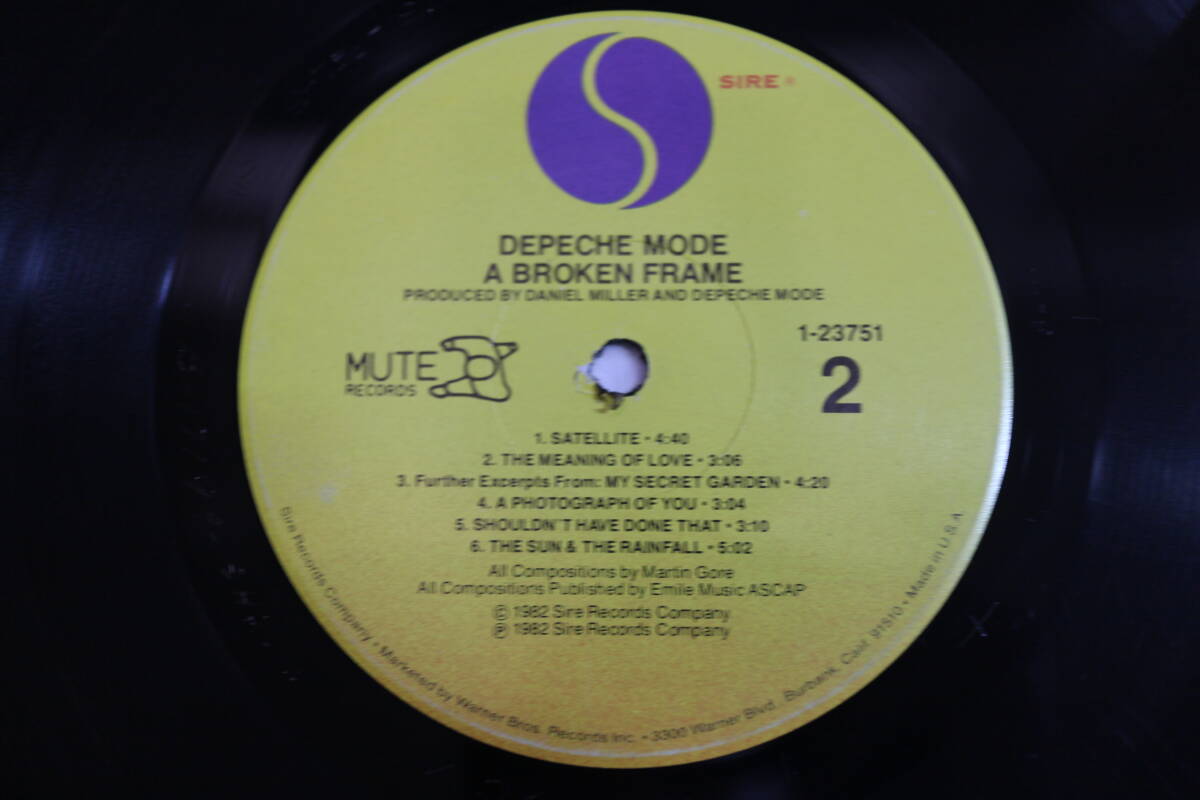 SIRE ®
DEPECHE MODE
A BROKEN FRAME
PRODUCED BY DANIEL MILLER AND DEPECHE MODE
1-23751
MUTE
RECORDS
2
1. SATELLITE • 4:40
2. THE MEANING OF LOVE • 3:06
3. Further Excerpts From: MY SECRET GARDEN • 4:20
4. A PHOTOGRAPH OF YOU • 3:04
5. SHOULDN'T HAVE DONE THAT • 3:10
6. THE SUN & THE RAINFALL • 5:02
All Compositions by Martin Gore
All Compositions Published by Emile Music ASCAP
© 1982 Sire Records Company
℗ 1982 Sire Records Company
Sire Records Company • Marketed by Warner Bros. Records Inc. • 3300 Warner Blvd., Burbank, Calif. 91510 • Made in U.S.A.